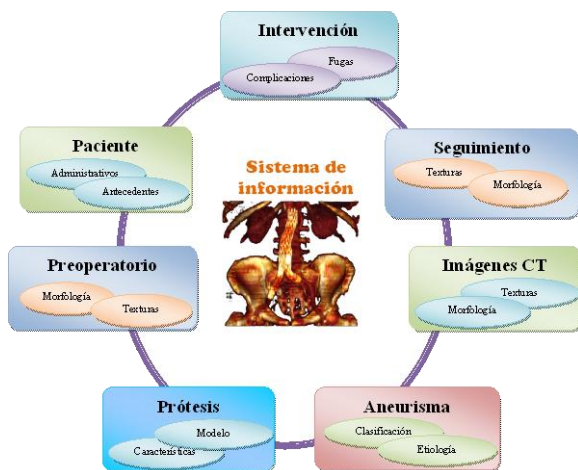 Intervención
Fugas
Complicaciones
Paciente
Administrativos
Antecedentes
Seguimiento
Texturas
Morfología
Sistema de
información
Preoperatorio
Morfología
Texturas
Imágenes CT
Texturas
Morfología
Prótesis
Modelo
Características
Aneurisma
Clasificación
Etiología